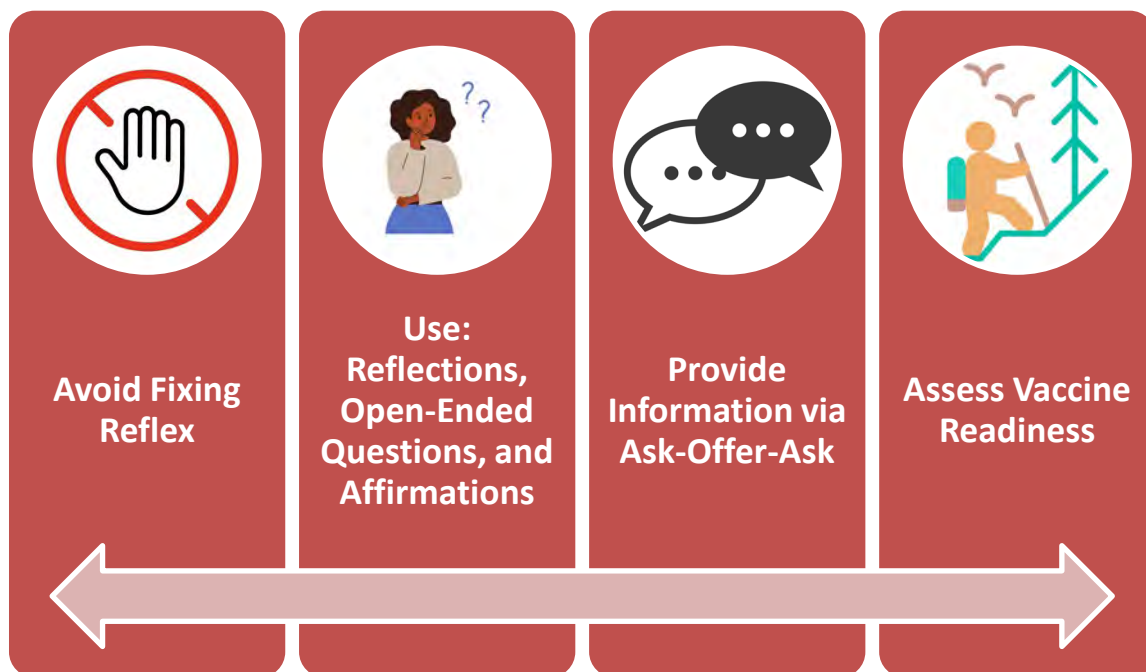 Avoid Fixing
Reflex
Use:
Reflections,
Open-Ended
Questions, and
Affirmations
Provide
Information via
Ask-Offer-Ask
Assess Vaccine
Readiness
??